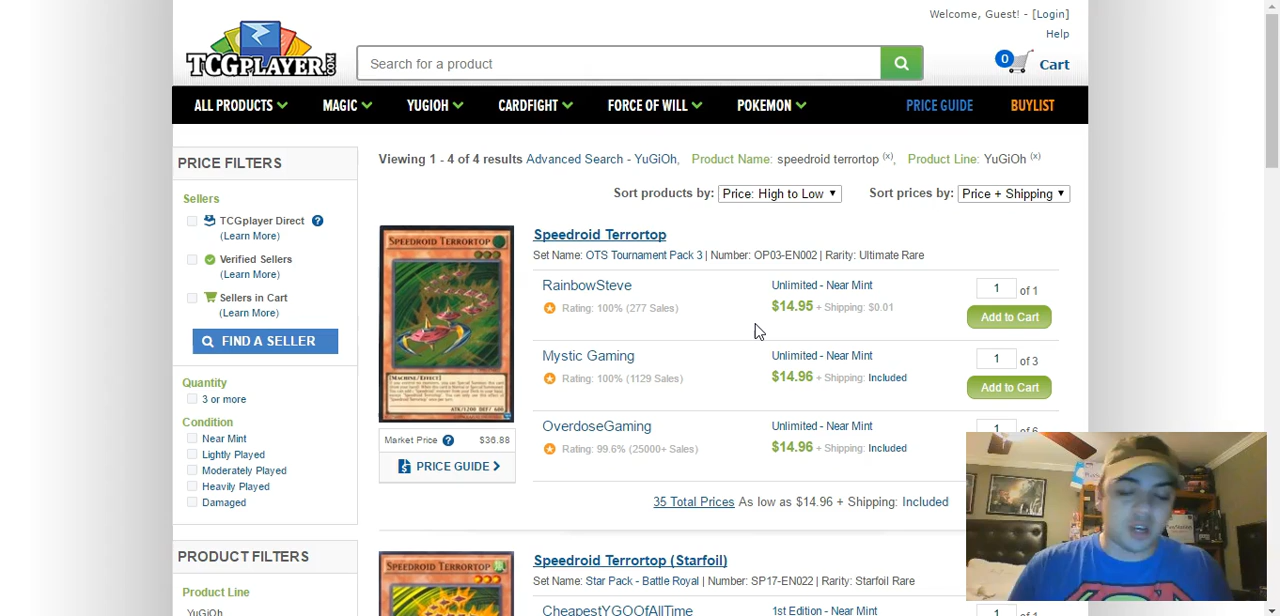 Welcome, Guest! - [Login]
Help
TCGPLAYER.COM
Search for a product
0
Cart
ALL PRODUCTS
MAGIC
YUGIOH
CARDFIGHT
FORCE OF WILL
POKEMON
PRICE GUIDE
BUYLIST
PRICE FILTERS
Sellers
TCGplayer Direct ?
(Learn More)
Verified Sellers
(Learn More)
Sellers in Cart
(Learn More)
FIND A SELLER
Quantity
3 or more
Condition
Near Mint
Lightly Played
Moderately Played
Heavily Played
Damaged
PRODUCT FILTERS
Product Line
YuGiOh
Viewing 1 - 4 of 4 results Advanced Search - YuGiOh, Product Name: speedroid terrortop (x), Product Line: YuGiOh (x)
Sort products by: Price: High to Low Sort prices by: Price + Shipping
SPEEDROID TERRORTOP
[MACHINE/EFFECT]
Market Price ? $36.88
PRICE GUIDE
Speedroid Terrortop
Set Name: OTS Tournament Pack 3 | Number: OP03-EN002 | Rarity: Ultimate Rare
RainbowSteve
Rating: 100% (277 Sales)
Unlimited - Near Mint
$14.95 + Shipping: $0.01
1 of 1
Add to Cart
Mystic Gaming
Rating: 100% (1129 Sales)
Unlimited - Near Mint
$14.96 + Shipping: Included
1 of 3
Add to Cart
OverdoseGaming
Rating: 99.6% (25000+ Sales)
Unlimited - Near Mint
$14.96 + Shipping: Included
35 Total Prices As low as $14.96 + Shipping: Included
SPEEDROID TERRORTOP
Speedroid Terrortop (Starfoil)
Set Name: Star Pack - Battle Royal | Number: SP17-EN022 | Rarity: Starfoil Rare
CheapestYGOOfAllTime
1st Edition - Near Mint